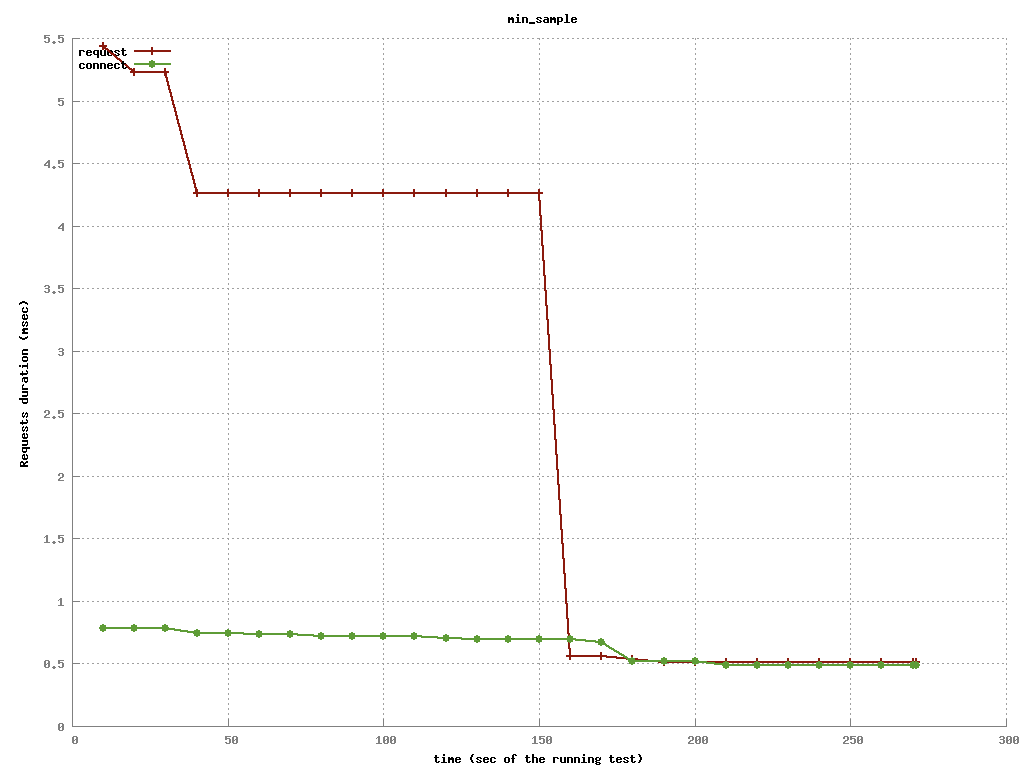 min_sample
5.5
5
4.5
4
3.5
3
2.5
2
1.5
1
0.5
0
request
connect
Requests duration (msec)
0 50 100 150 200 250 300
time (sec of the running test)